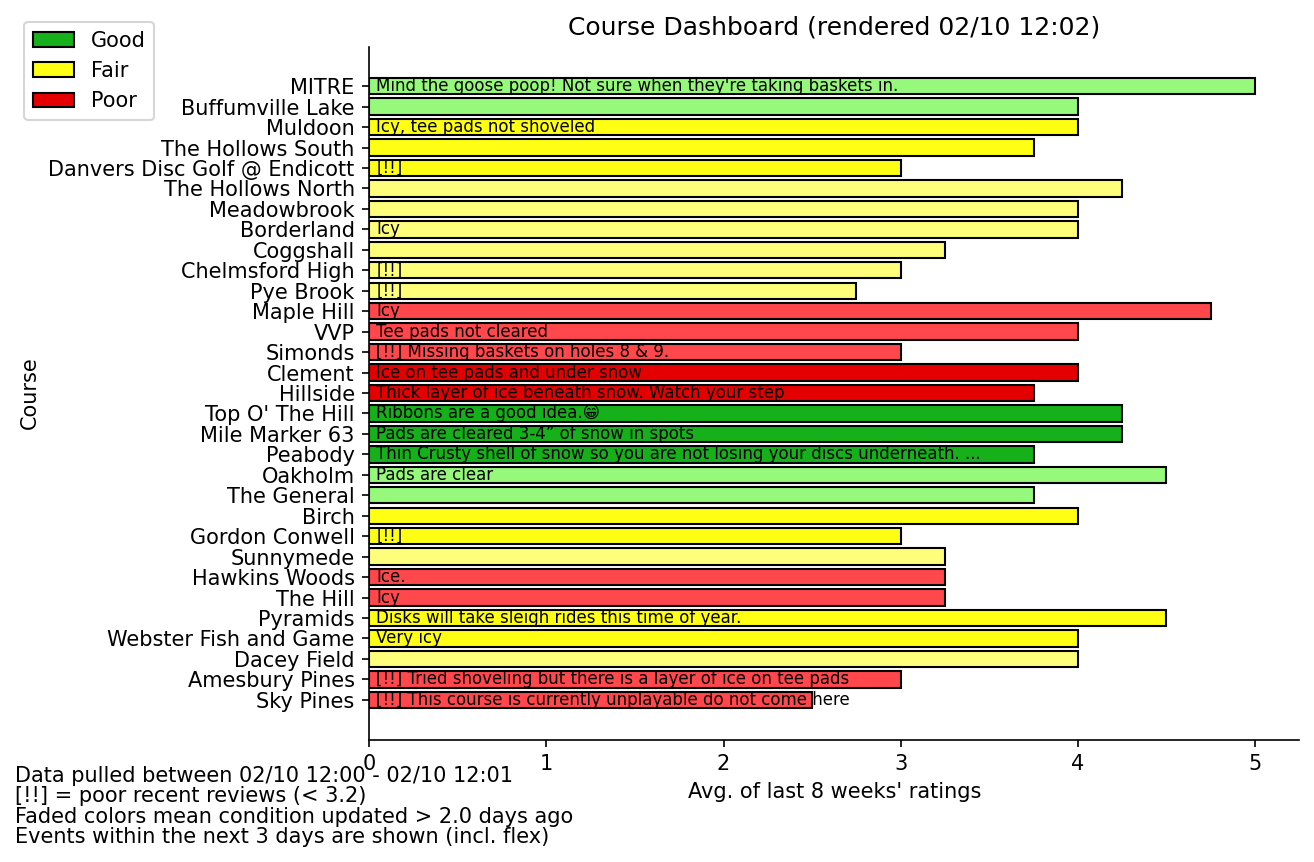 Course Dashboard (rendered 02/10 12:02)
Good
Fair
Poor
Course
MITRE Mind the goose poop! Not sure when they're taking baskets in.
Buffumville Lake
Muldoon Icy, tee pads not shoveled
The Hollows South
Danvers Disc Golf @ Endicott [!!]
The Hollows North
Meadowbrook
Borderland Icy
Coggshall
Chelmsford High [!!]
Pye Brook [!!]
Maple Hill Icy
VVP Tee pads not cleared
Simonds [!!] Missing baskets on holes 8 & 9.
Clement Ice on tee pads and under snow
Hillside Thick layer of ice beneath snow. Watch your step
Top O' The Hill Ribbons are a good idea.😁
Mile Marker 63 Pads are cleared 3-4” of snow in spots
Peabody Thin Crusty shell of snow so you are not losing your discs underneath. ...
Oakholm Pads are clear
The General
Birch
Gordon Conwell [!!]
Sunnymede
Hawkins Woods Ice.
The Hill Icy
Pyramids Disks will take sleigh rides this time of year.
Webster Fish and Game Very icy
Dacey Field
Amesbury Pines [!!] Tried shoveling but there is a layer of ice on tee pads
Sky Pines [!!] This course is currently unplayable do not come here
0 1 2 3 4 5
Avg. of last 8 weeks' ratings
Data pulled between 02/10 12:00 - 02/10 12:01
[!!] = poor recent reviews (< 3.2)
Faded colors mean condition updated > 2.0 days ago
Events within the next 3 days are shown (incl. flex)